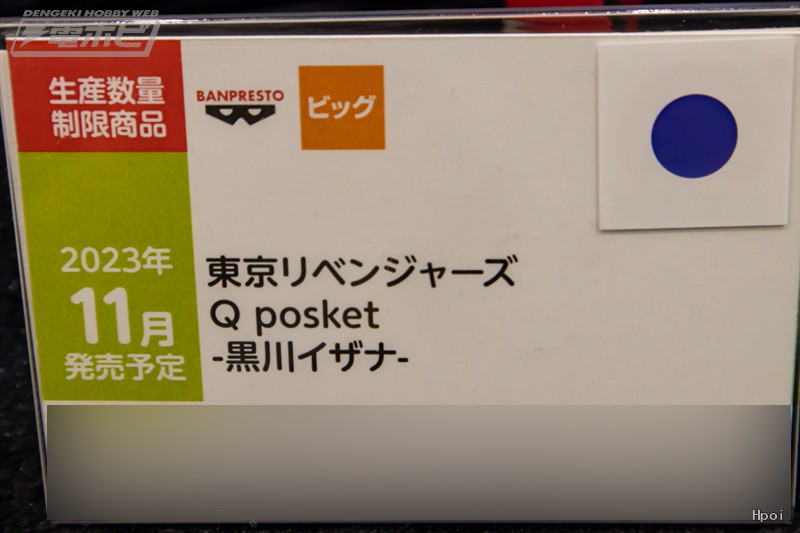 DENGEKI HOBBY WEB
電ホビ
生産数量
制限商品
BANPRESTO
ビッグ
2023年
11月
発売予定
東京リベンジャーズ
Q posket
-黒川イザナ-
Hpoi